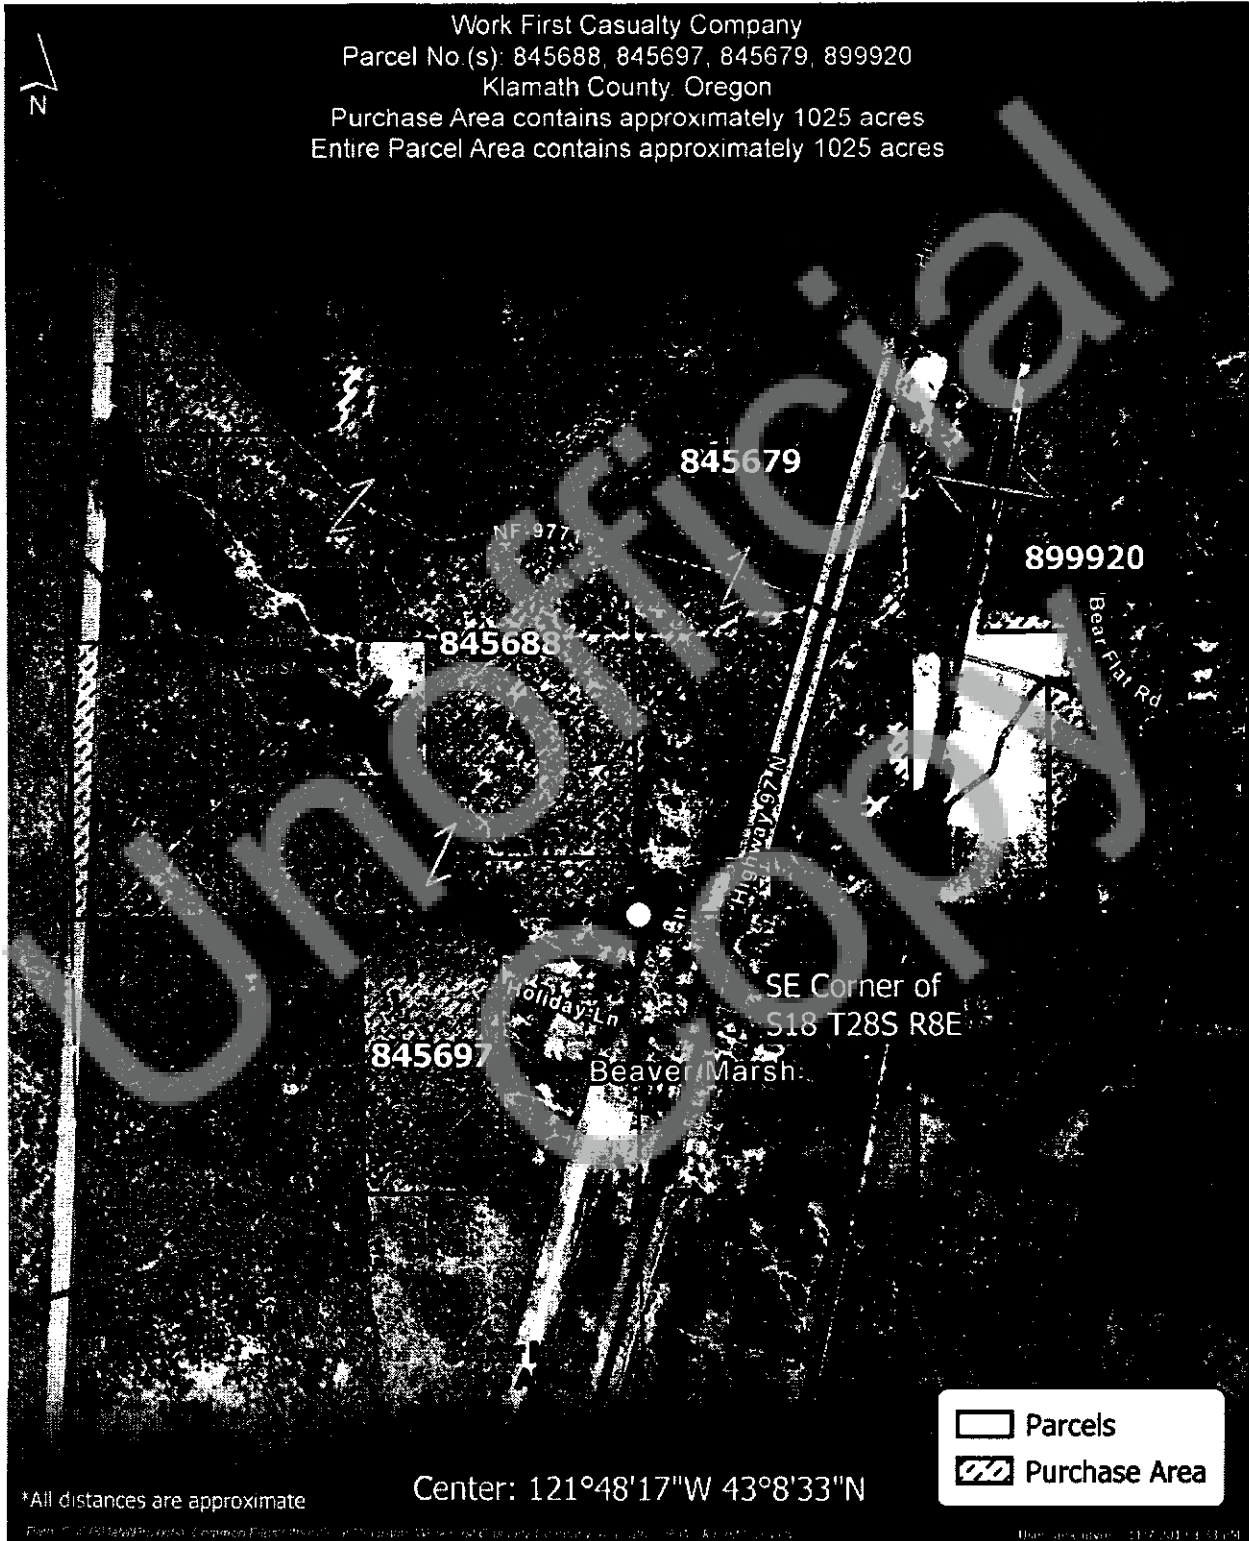 Work First Casualty Company
Parcel No.(s): 845688, 845697, 845679, 899920
Klamath County, Oregon
Purchase Area contains approximately 1025 acres
Entire Parcel Area contains approximately 1025 acres
N
845679
NF-9771
899920
Bear Flat Rd
845688
Highway 97 N
Holiday Ln
SE Corner of
S18 T28S R8E
845697
Beaver Marsh
Unofficial
Copy
Parcels
Purchase Area
*All distances are approximate
Center: 121°48'17"W 43°8'33"N